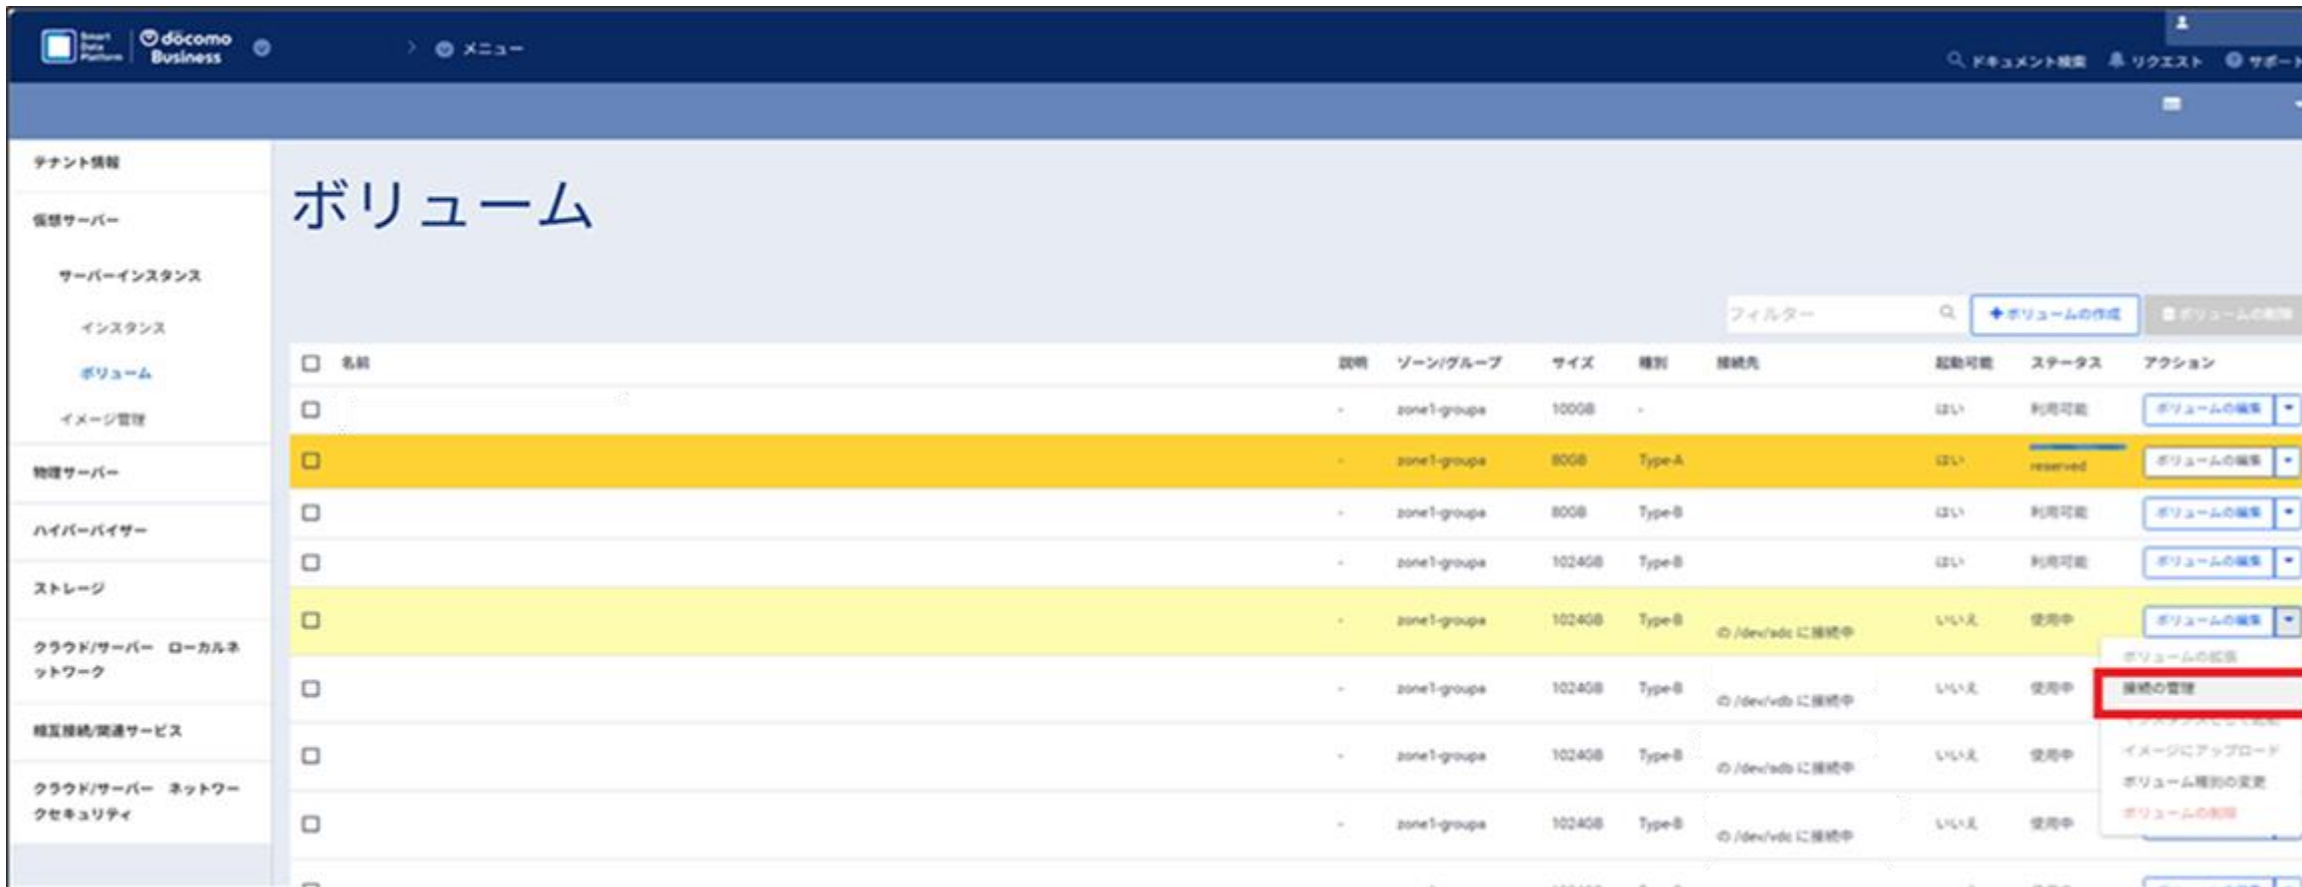 Smart Data Platform
döcomo Business
> メニュー
ドキュメント検索 リクエスト サポート
テナント情報
仮想サーバー
サーバーインスタンス
インスタンス
ボリューム
イメージ管理
物理サーバー
ハイパーバイザー
ストレージ
クラウド/サーバー ローカルネ
ットワーク
相互接続/関連サービス
クラウド/サーバー ネットワー
クセキュリティ
ボリューム
フィルター +ボリュームの作成 ボリュームの削除
名前 説明 ゾーン/グループ サイズ 種別 接続先 起動可能 ステータス アクション
- zone1-groupa 100GB - はい 利用可能 ボリュームの編集
- zone1-groupa 80GB Type-A はい reserved ボリュームの編集
- zone1-groupa 80GB Type-B はい 利用可能 ボリュームの編集
- zone1-groupa 1024GB Type-B はい 利用可能 ボリュームの編集
- zone1-groupa 1024GB Type-B の /dev/sdc に接続中 いいえ 使用中 ボリュームの編集
- zone1-groupa 1024GB Type-B の /dev/vdb に接続中 いいえ 使用中
- zone1-groupa 1024GB Type-B の /dev/sdb に接続中 いいえ 使用中
- zone1-groupa 1024GB Type-B の /dev/vdc に接続中 いいえ 使用中
ボリュームの拡張
接続の管理
インスタンスとして起動
イメージにアップロード
ボリューム種別の変更
ボリュームの削除